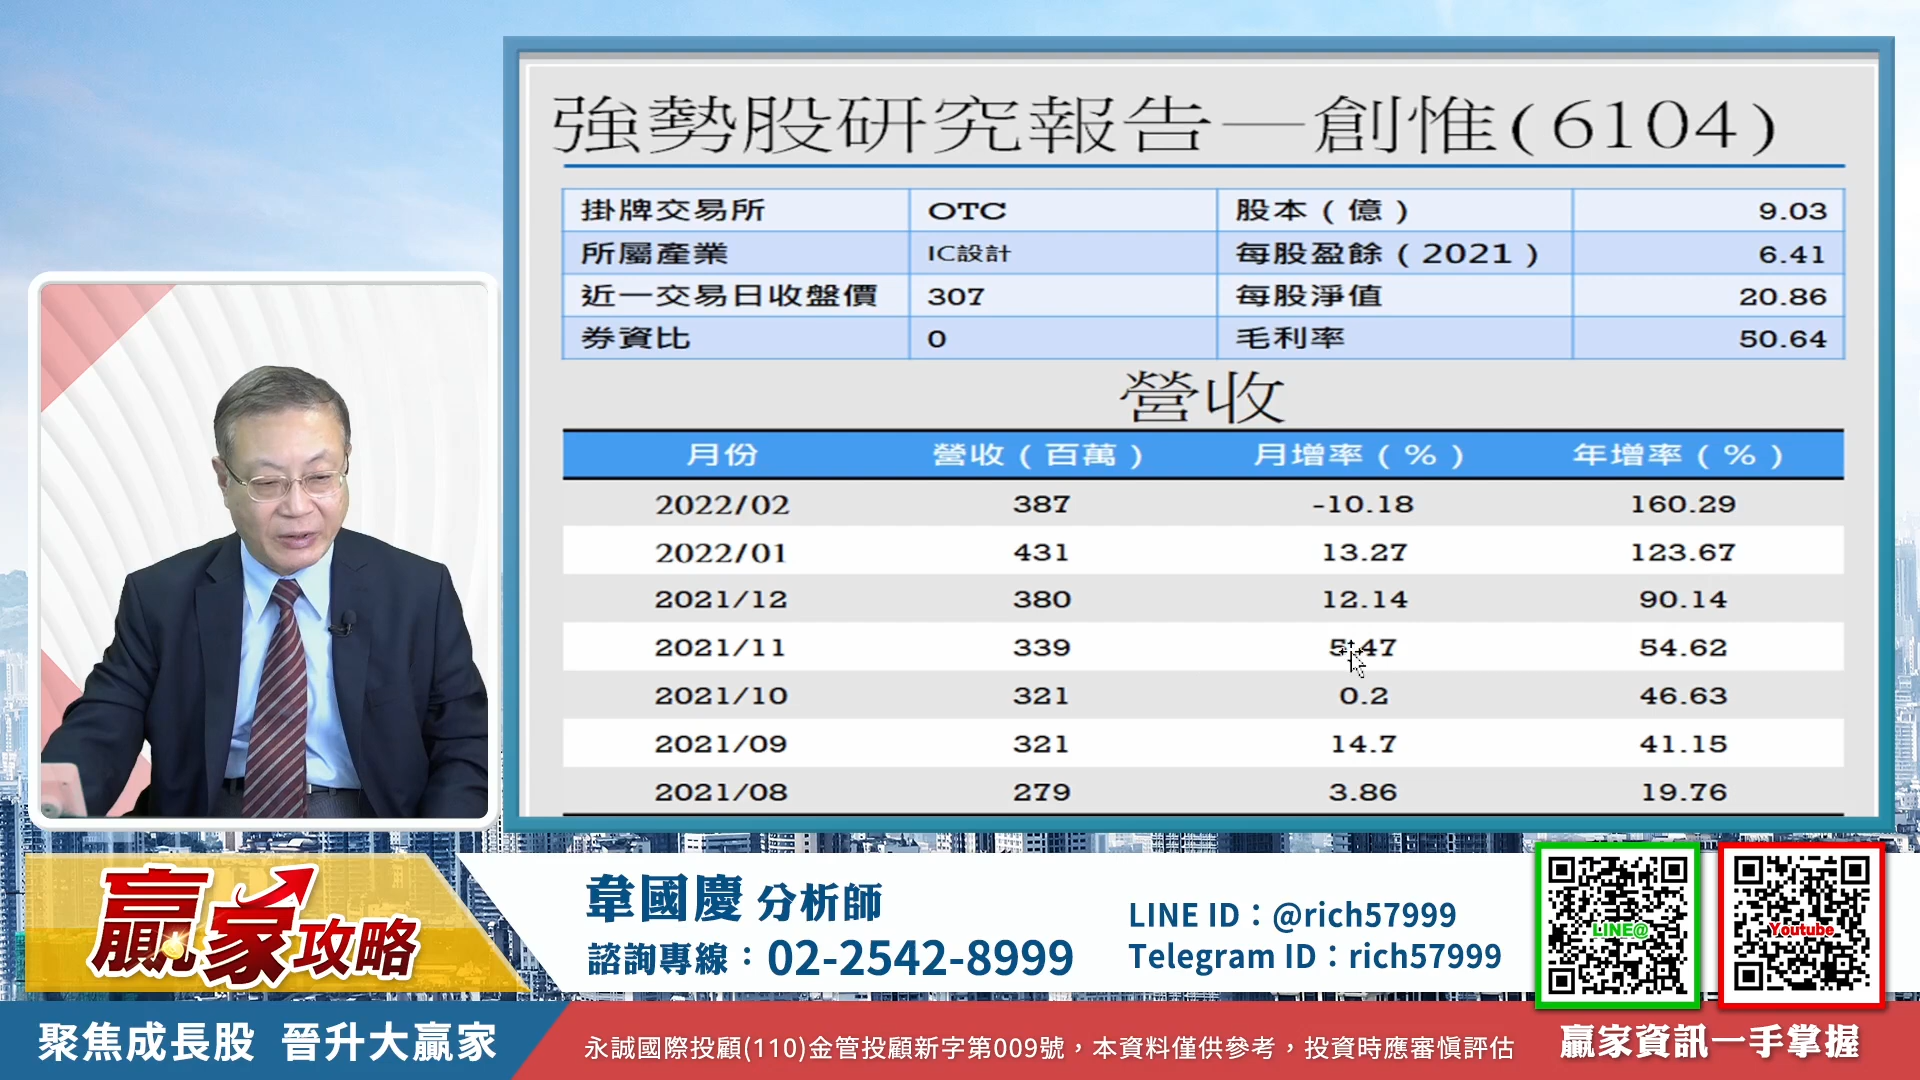 強勢股研究報告—創惟(6104)
掛牌交易所 OTC 股本(億) 9.03
所屬產業 IC設計 每股盈餘(2021) 6.41
近一交易日收盤價 307 每股淨值 20.86
券資比 0 毛利率 50.64
營收
月份 營收(百萬) 月增率(%) 年增率(%)
2022/02 387 -10.18 160.29
2022/01 431 13.27 123.67
2021/12 380 12.14 90.14
2021/11 339 5.47 54.62
2021/10 321 0.2 46.63
2021/09 321 14.7 41.15
2021/08 279 3.86 19.76
贏家攻略
韋國慶 分析師
諮詢專線:02-2542-8999
LINE ID:@rich57999
Telegram ID:rich57999
LINE@
Youtube
聚焦成長股 晉升大贏家
永誠國際投顧(110)金管投顧新字第009號,本資料僅供參考,投資時應審慎評估
贏家資訊一手掌握